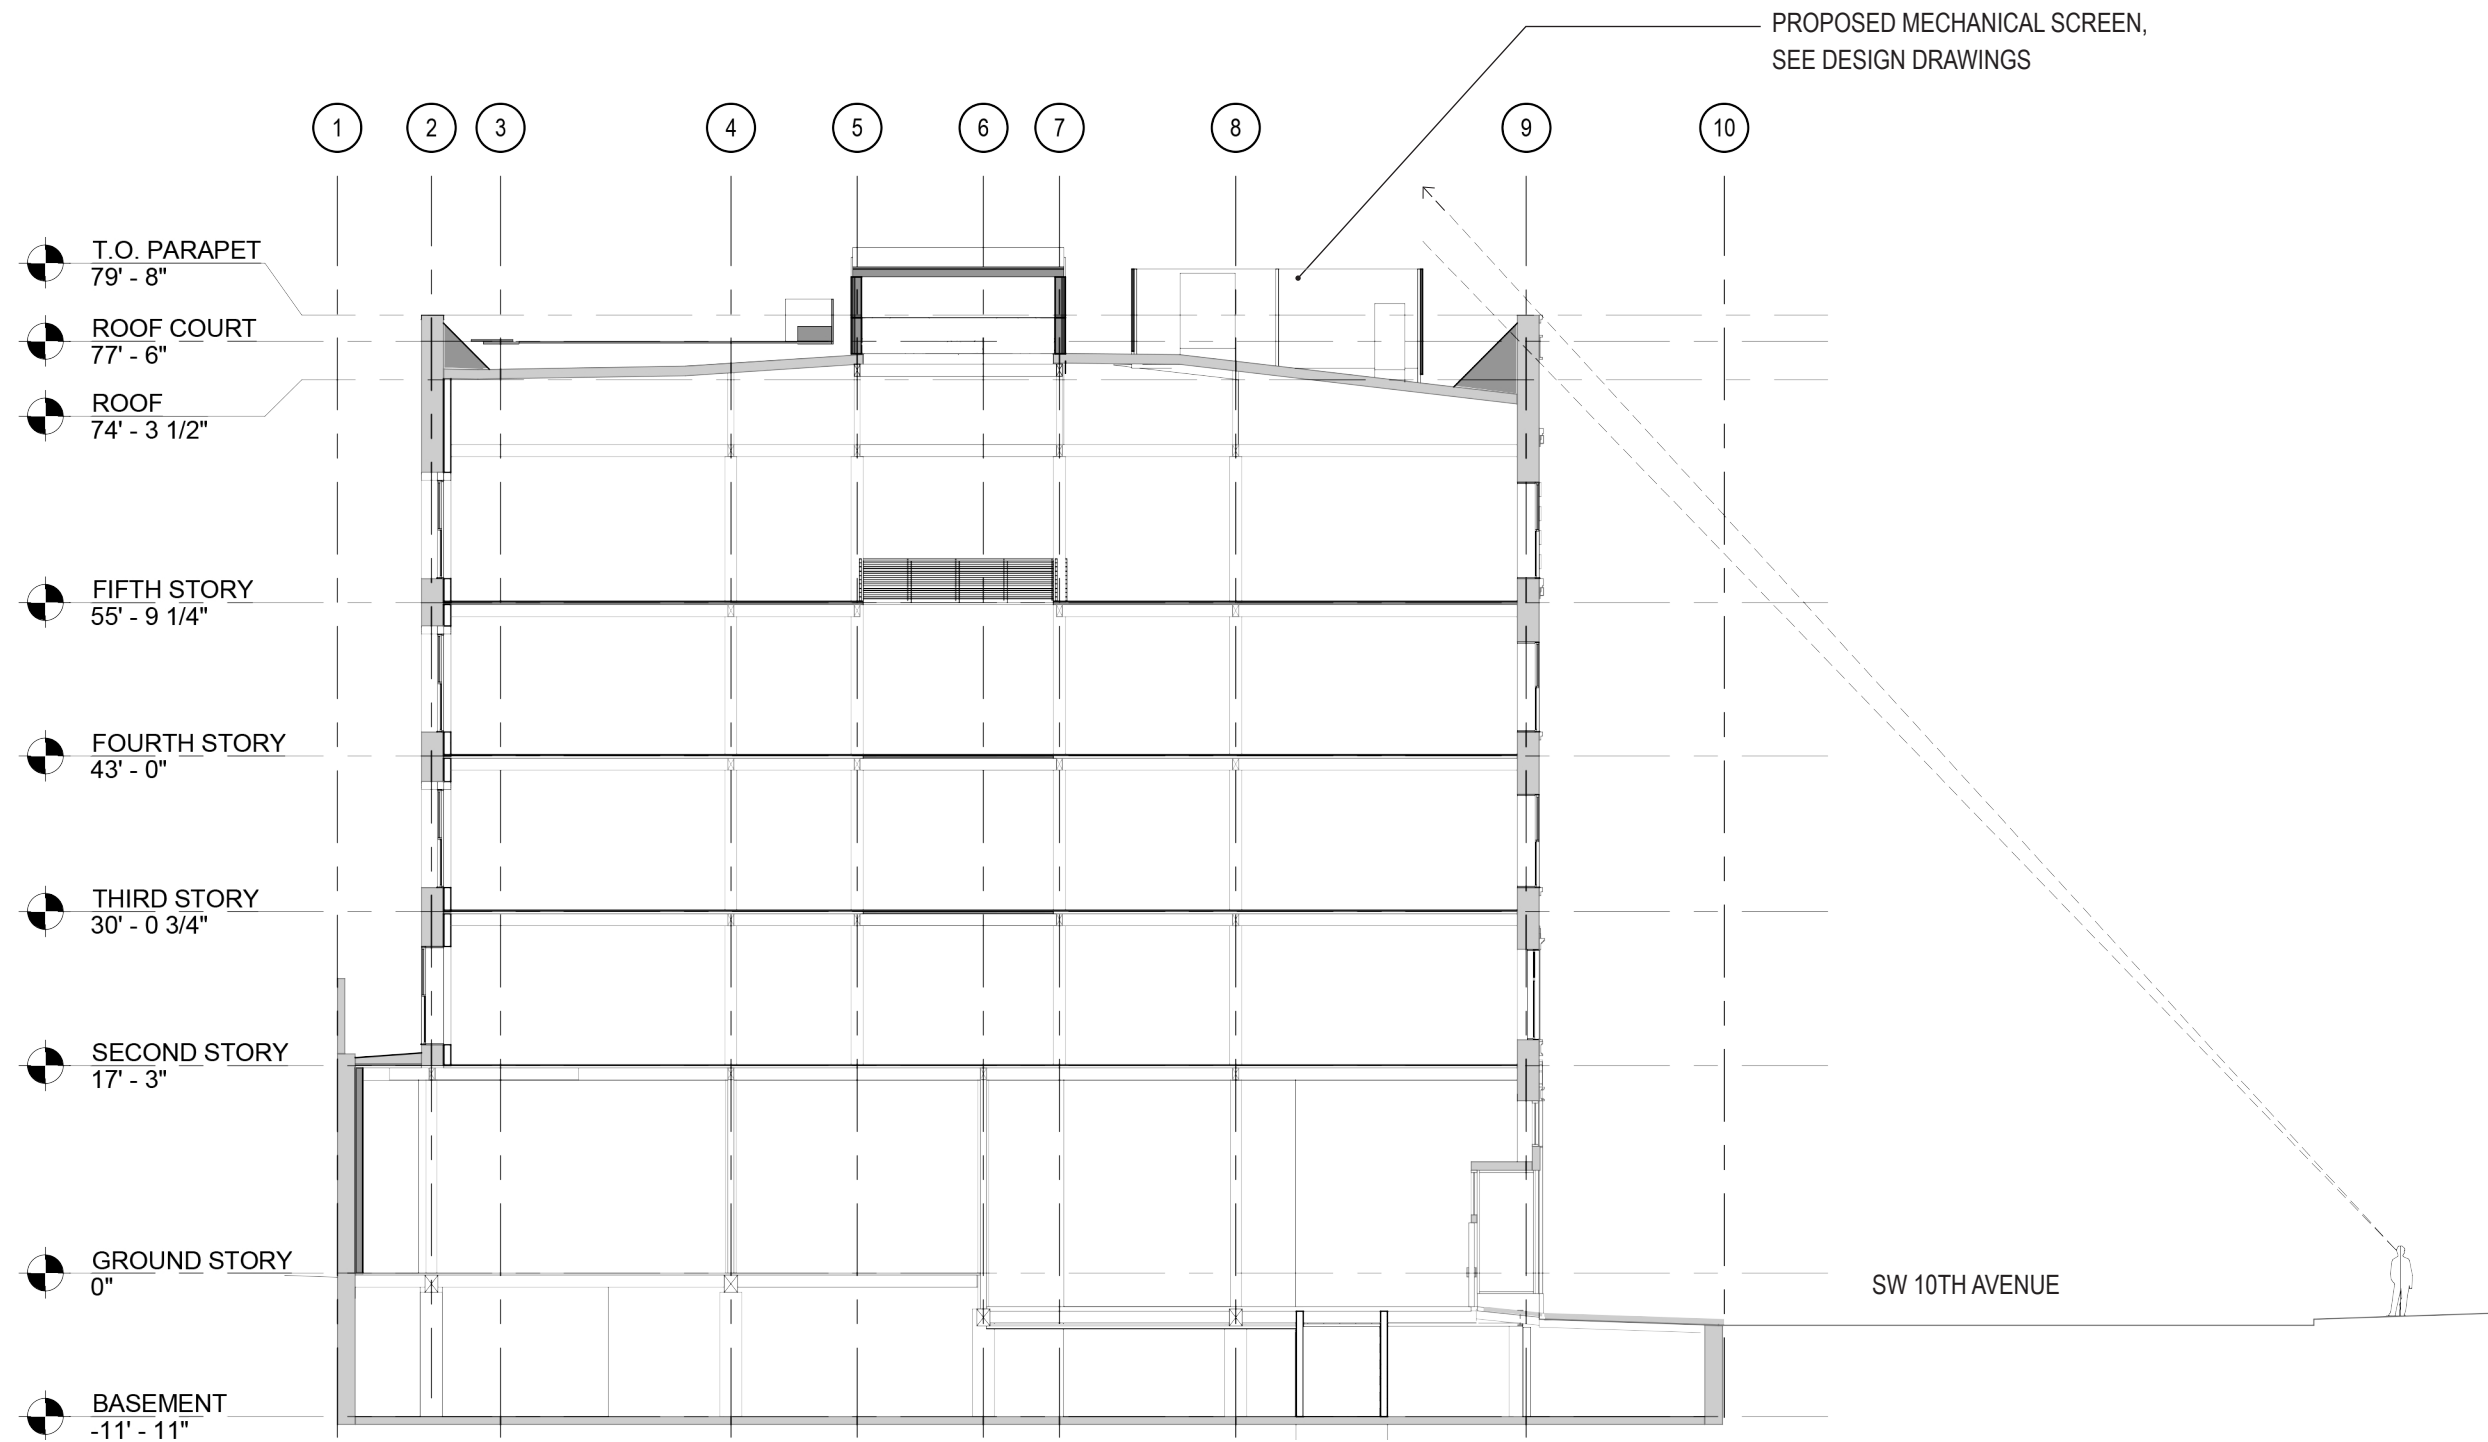 PROPOSED MECHANICAL SCREEN,
SEE DESIGN DRAWINGS
1 2 3 4 5 6 7 8 9 10
T.O. PARAPET
79' - 8"
ROOF COURT
77' - 6"
ROOF
74' - 3 1/2"
FIFTH STORY
55' - 9 1/4"
FOURTH STORY
43' - 0"
THIRD STORY
30' - 0 3/4"
SECOND STORY
17' - 3"
GROUND STORY
0"
SW 10TH AVENUE
BASEMENT
-11' - 11"